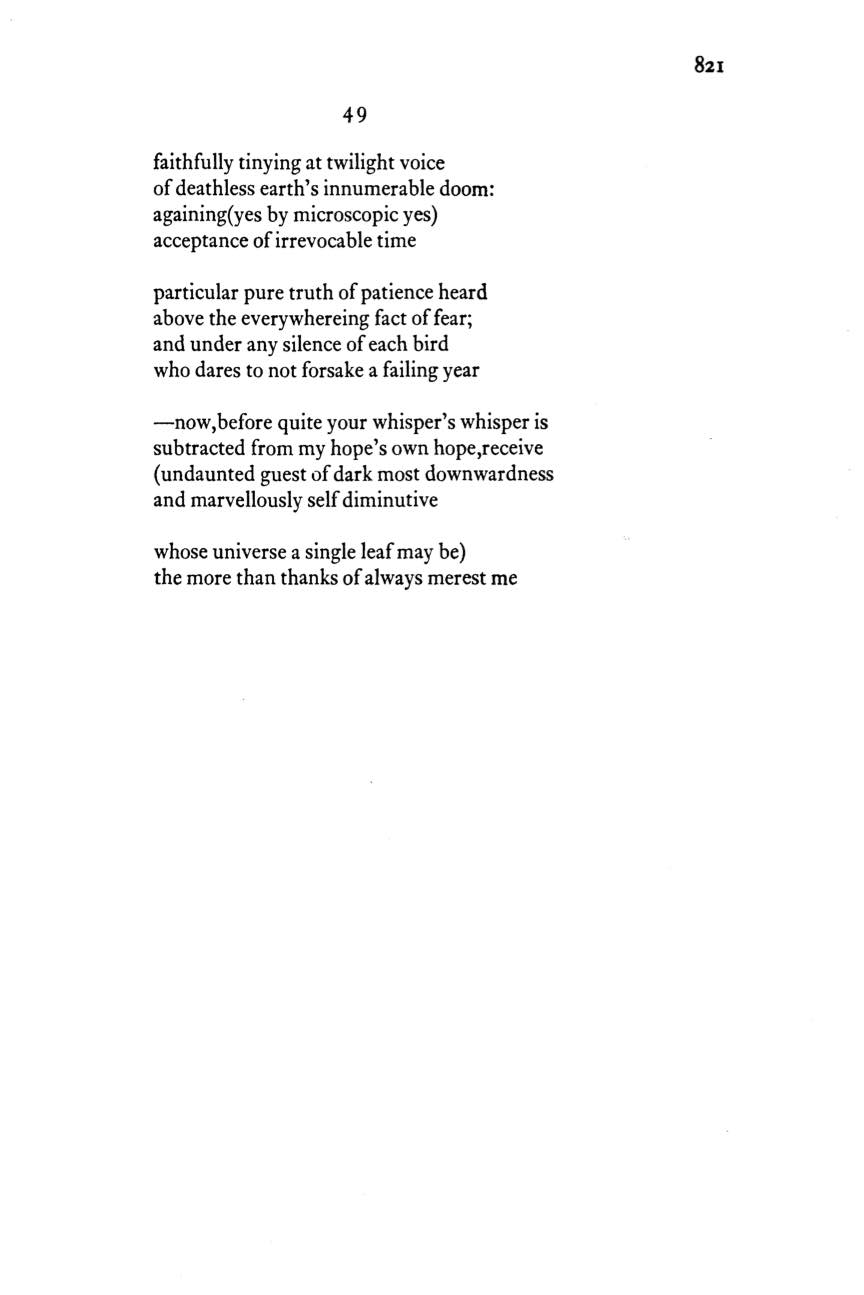 821
49
faithfully tinying at twilight voice
of deathless earth's innumerable doom:
againing(yes by microscopic yes)
acceptance of irrevocable time
particular pure truth of patience heard
above the everywhereing fact of fear;
and under any silence of each bird
who dares to not forsake a failing year
—now,before quite your whisper's whisper is
subtracted from my hope's own hope,receive
(undaunted guest of dark most downwardness
and marvellously self diminutive
whose universe a single leaf may be)
the more than thanks of always merest me